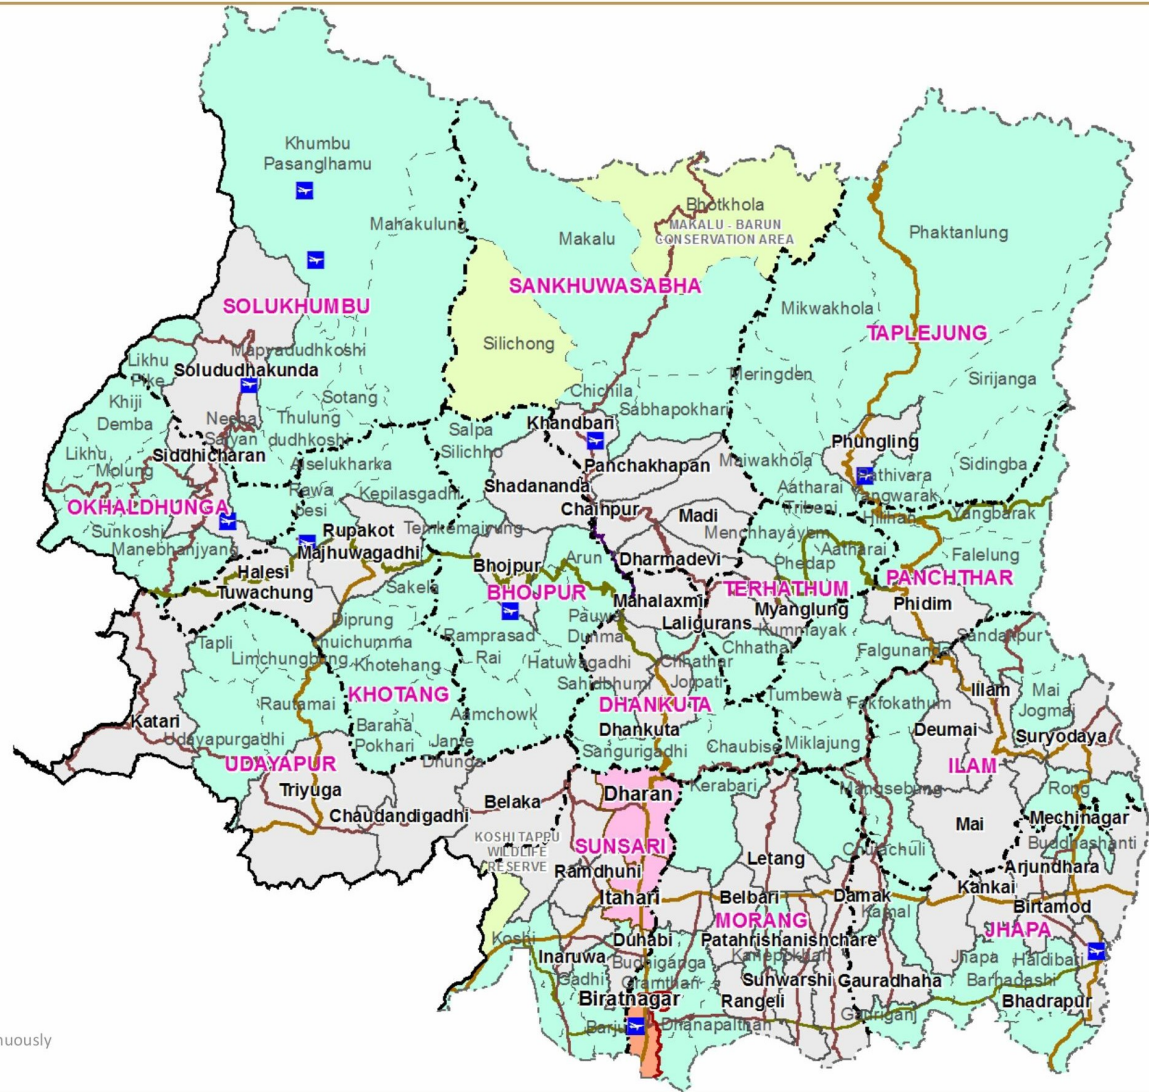 Khumbu
Pasanglhamu
Mahakulung
Bhotkhola
MAKALU - BARUN
CONSERVATION AREA
Makalu
Phaktanlung
SANKHUWASABHA
SOLUKHUMBU
Mikwakhola
TAPLEJUNG
Silichong
Mapyadudhkoshi
Likhu
Pike
Solududhakunda
Meringden
Sirijanga
Chichila
Sabhapokhari
Khiji
Demba
Sotang
Necha
Salyan
Thulung
dudhkoshi
Khandbari
Salpa
Silichho
Phungling
Likhu
Molung
Siddhicharan
Aiselukharka
Panchakhapan
Maiwakhola
Sidingba
Shadananda
Aatharai
Tribeni
Pathivara
Yangwarak
Rawa
besi
Kepilasgadhi
OKHALDHUNGA
Chaihpur
Madi
Hilihan
Yangbarak
Sunkoshi
Manebhanjyang
Rupakot
Majhuwagadhi
Temkemaiyung
Menchhayayem
Aatharai
Phedap
Falelung
Halesi
Tuwachung
Arun
Bhojpur
Dharmadevi
BHOJPUR
TERHATHUM
PANCHTHAR
Sakela
Mahalaxmi
Myanglung
Phidim
Diprung
Chuichumma
Laligurans
Kummayak
Tapli
Limchungbung
Khotehang
Ramprasad
Rai
Pauwa
Dunma
Chhathar
Falgunanda
Sandakpur
Hatuwagadhi
Sahidbhumi
Chhathar
Jorpati
KHOTANG
DHANKUTA
Tumbewa
Fakfokathum
Illam
Mai
Jogmai
Rautamai
Katari
Udayapurgadhi
Baraha
Pokhari
Aamchowk
Jante
Dhunga
Dhankuta
Sangurigadhi
Chaubise
Miklajung
Deumai
Suryodaya
UDAYAPUR
ILAM
Triyuga
Belaka
Dharan
Kerabari
Mangsebung
Rong
Chaudandigadhi
Mai
Mechinagar
KOSHI TAPPU
WILDLIFE
RESERVE
SUNSARI
Letang
Chulachuli
Buddhashanti
Ramdhuni
Arjundhara
Itahari
Belbari
Damak
Kankai
Birtamod
MORANG
Kamal
JHAPA
Koshi
Duhabi
Patahrishanishchare
Inaruwa
Budhiganga
Kanepokhari
Jhapa
Haldibari
Gadhi
Gramthan
Sunwarshi
Gauradhaha
Barhadashi
Biratnagar
Rangeli
Bhadrapur
Barju
Dhanapalthan
Gauriganj
nuously